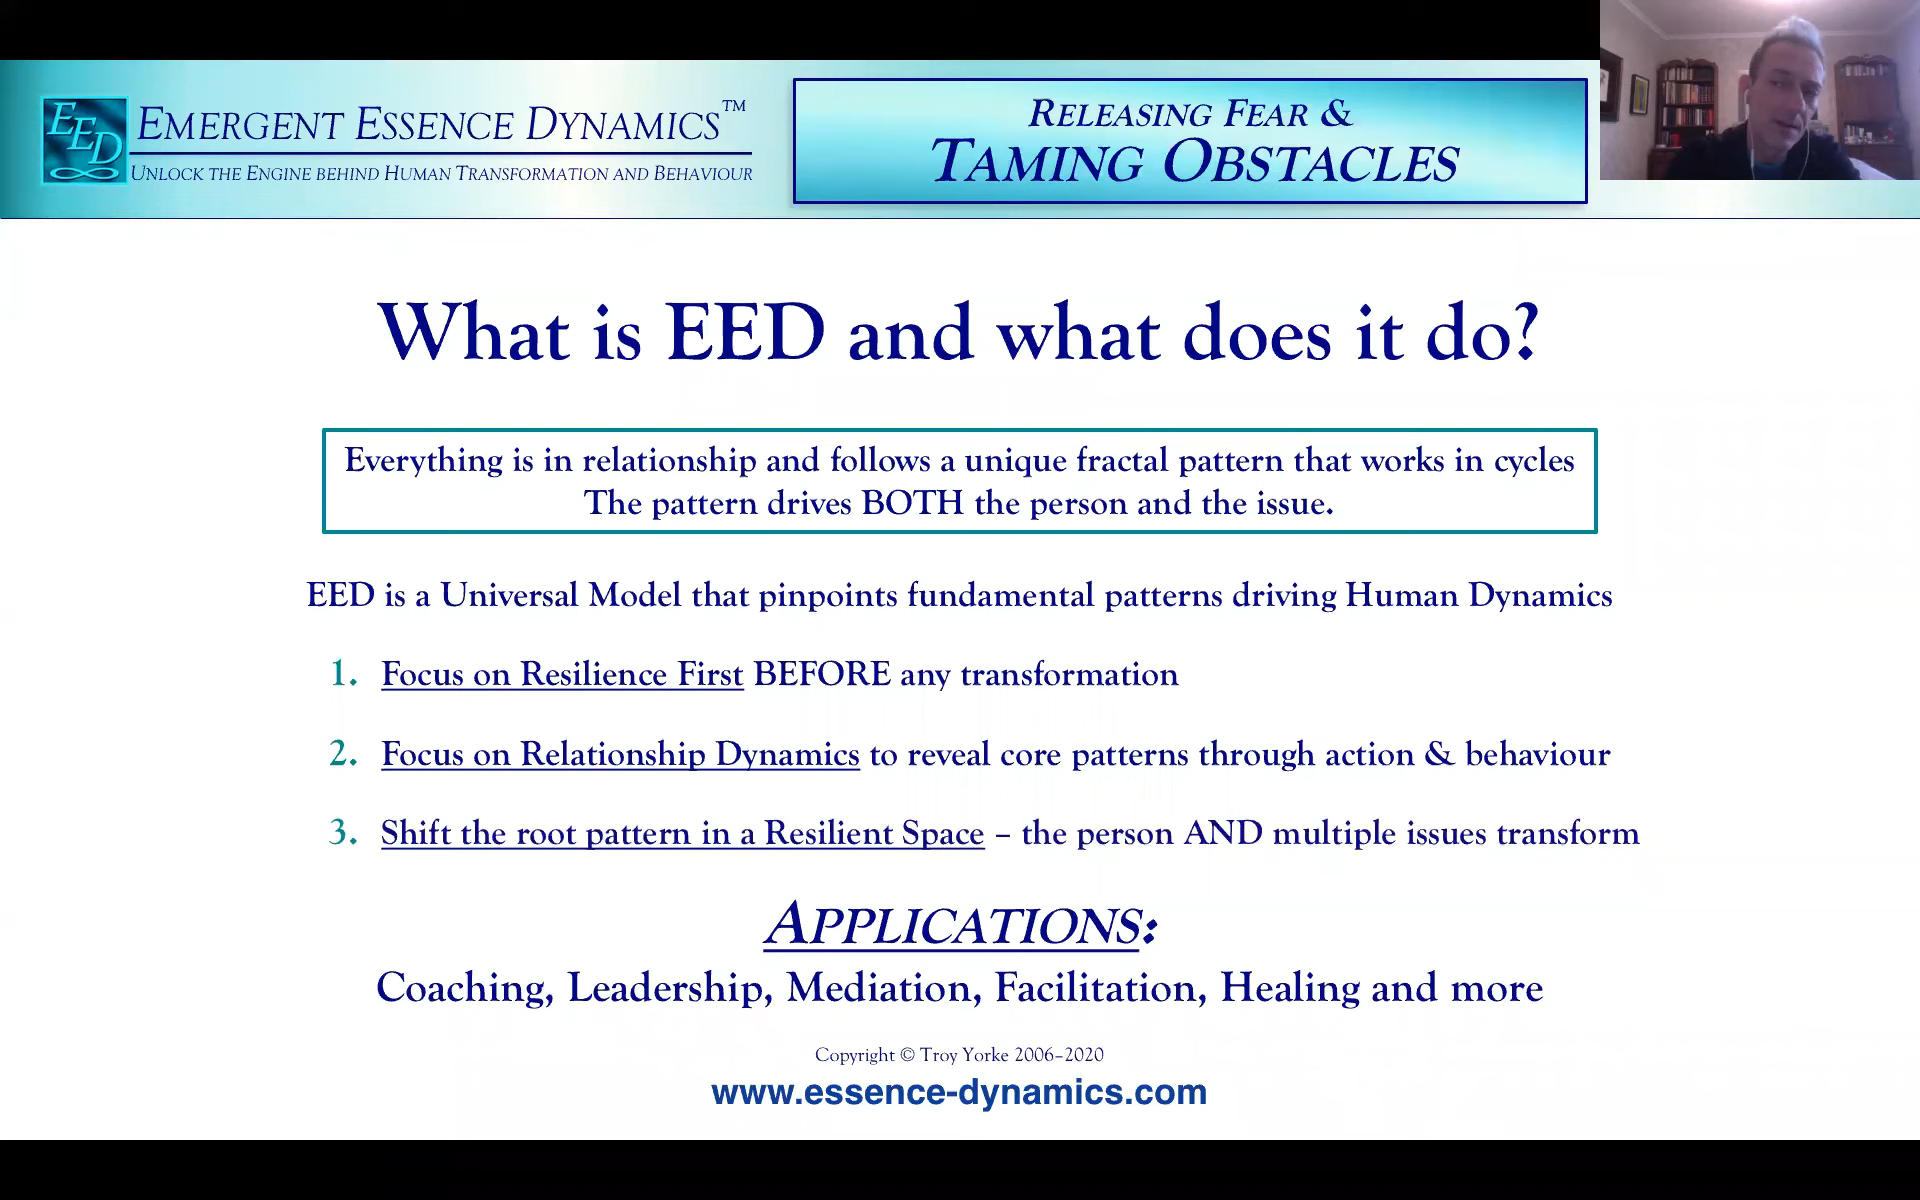 EED
EMERGENT ESSENCE DYNAMICS™
UNLOCK THE ENGINE BEHIND HUMAN TRANSFORMATION AND BEHAVIOUR
RELEASING FEAR &
TAMING OBSTACLES
What is EED and what does it do?
Everything is in relationship and follows a unique fractal pattern that works in cycles
The pattern drives BOTH the person and the issue.
EED is a Universal Model that pinpoints fundamental patterns driving Human Dynamics
1. Focus on Resilience First BEFORE any transformation
2. Focus on Relationship Dynamics to reveal core patterns through action & behaviour
3. Shift the root pattern in a Resilient Space – the person AND multiple issues transform
APPLICATIONS:
Coaching, Leadership, Mediation, Facilitation, Healing and more
Copyright © Troy Yorke 2006–2020
www.essence-dynamics.com